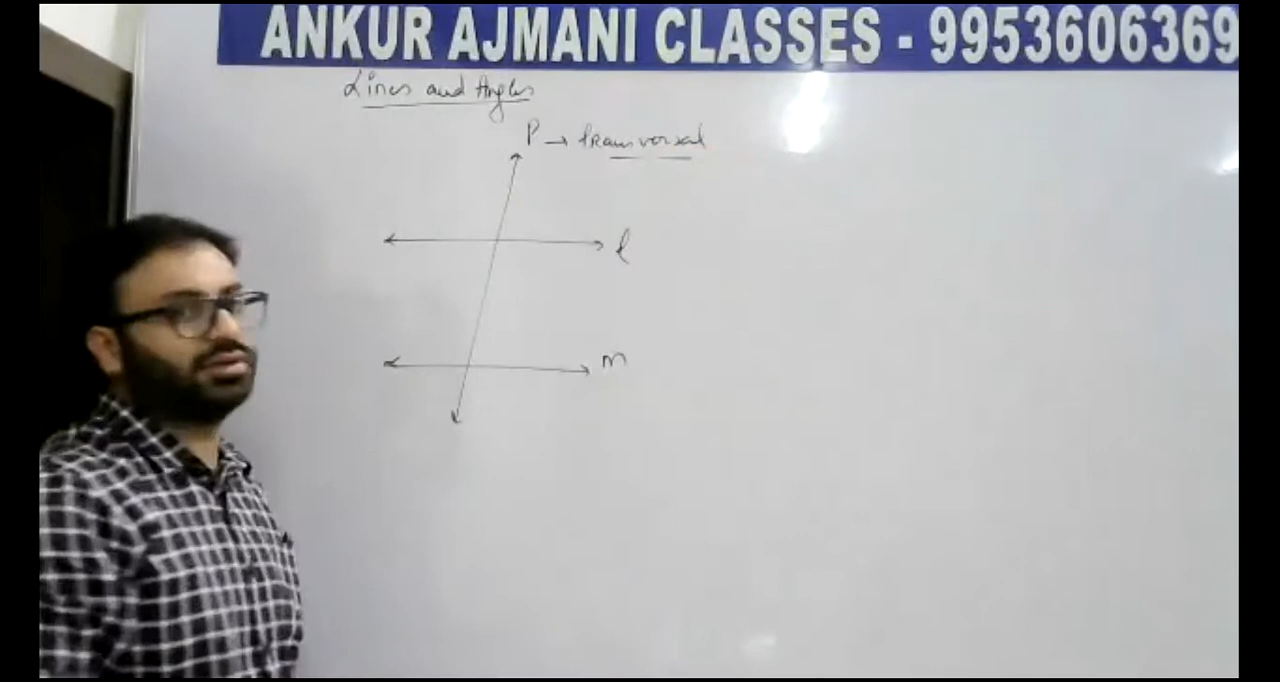 ANKUR AJMANI CLASSES - 9953606369
Lines and Angles
P → transversal
l
m